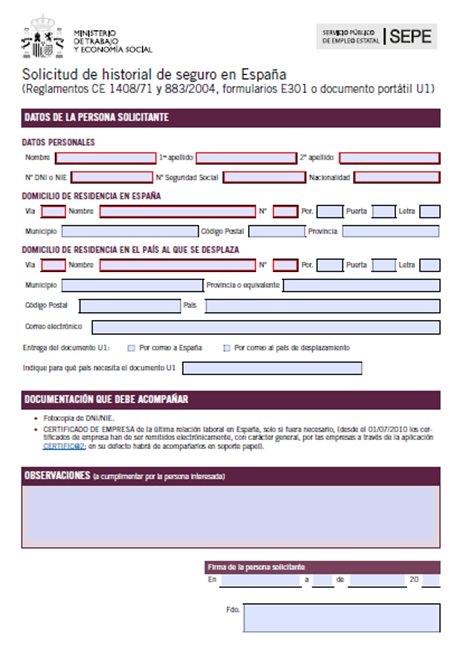 MINISTERIO
DE TRABAJO
Y ECONOMÍA SOCIAL
SERVICIO PÚBLICO
DE EMPLEO ESTATAL
SEPE
Solicitud de historial de seguro en España
(Reglamentos CE 1408/71 y 883/2004, formularios E301 o documento portátil U1)
DATOS DE LA PERSONA SOLICITANTE
DATOS PERSONALES
Nombre 1er apellido 2º apellido
Nº DNI o NIE Nº Seguridad Social Nacionalidad
DOMICILIO DE RESIDENCIA EN ESPAÑA
Vía Nombre Nº Por. Puerta Letra
Municipio Código Postal Provincia
DOMICILIO DE RESIDENCIA EN EL PAÍS AL QUE SE DESPLAZA
Vía Nombre Nº Por. Puerta Letra
Municipio Provincia o equivalente
Código Postal País
Correo electrónico
Entrega del documento U1: Por correo a España Por correo al país de desplazamiento
Indique para qué país necesita el documento U1
DOCUMENTACIÓN QUE DEBE ACOMPAÑAR
• Fotocopia de DNI/NIE.
• CERTIFICADO DE EMPRESA de la última relación laboral en España, solo si fuera necesario, (desde el 01/07/2010 los cer-
tificados de empresa han de ser remitidos electrónicamente, con carácter general, por las empresas a través de la aplicación
CERTIFIC@2; en su defecto habrá de acompañarlos en soporte papel).
OBSERVACIONES (a cumplimentar por la persona interesada)
Firma de la persona solicitante
En a de 20
Fdo.